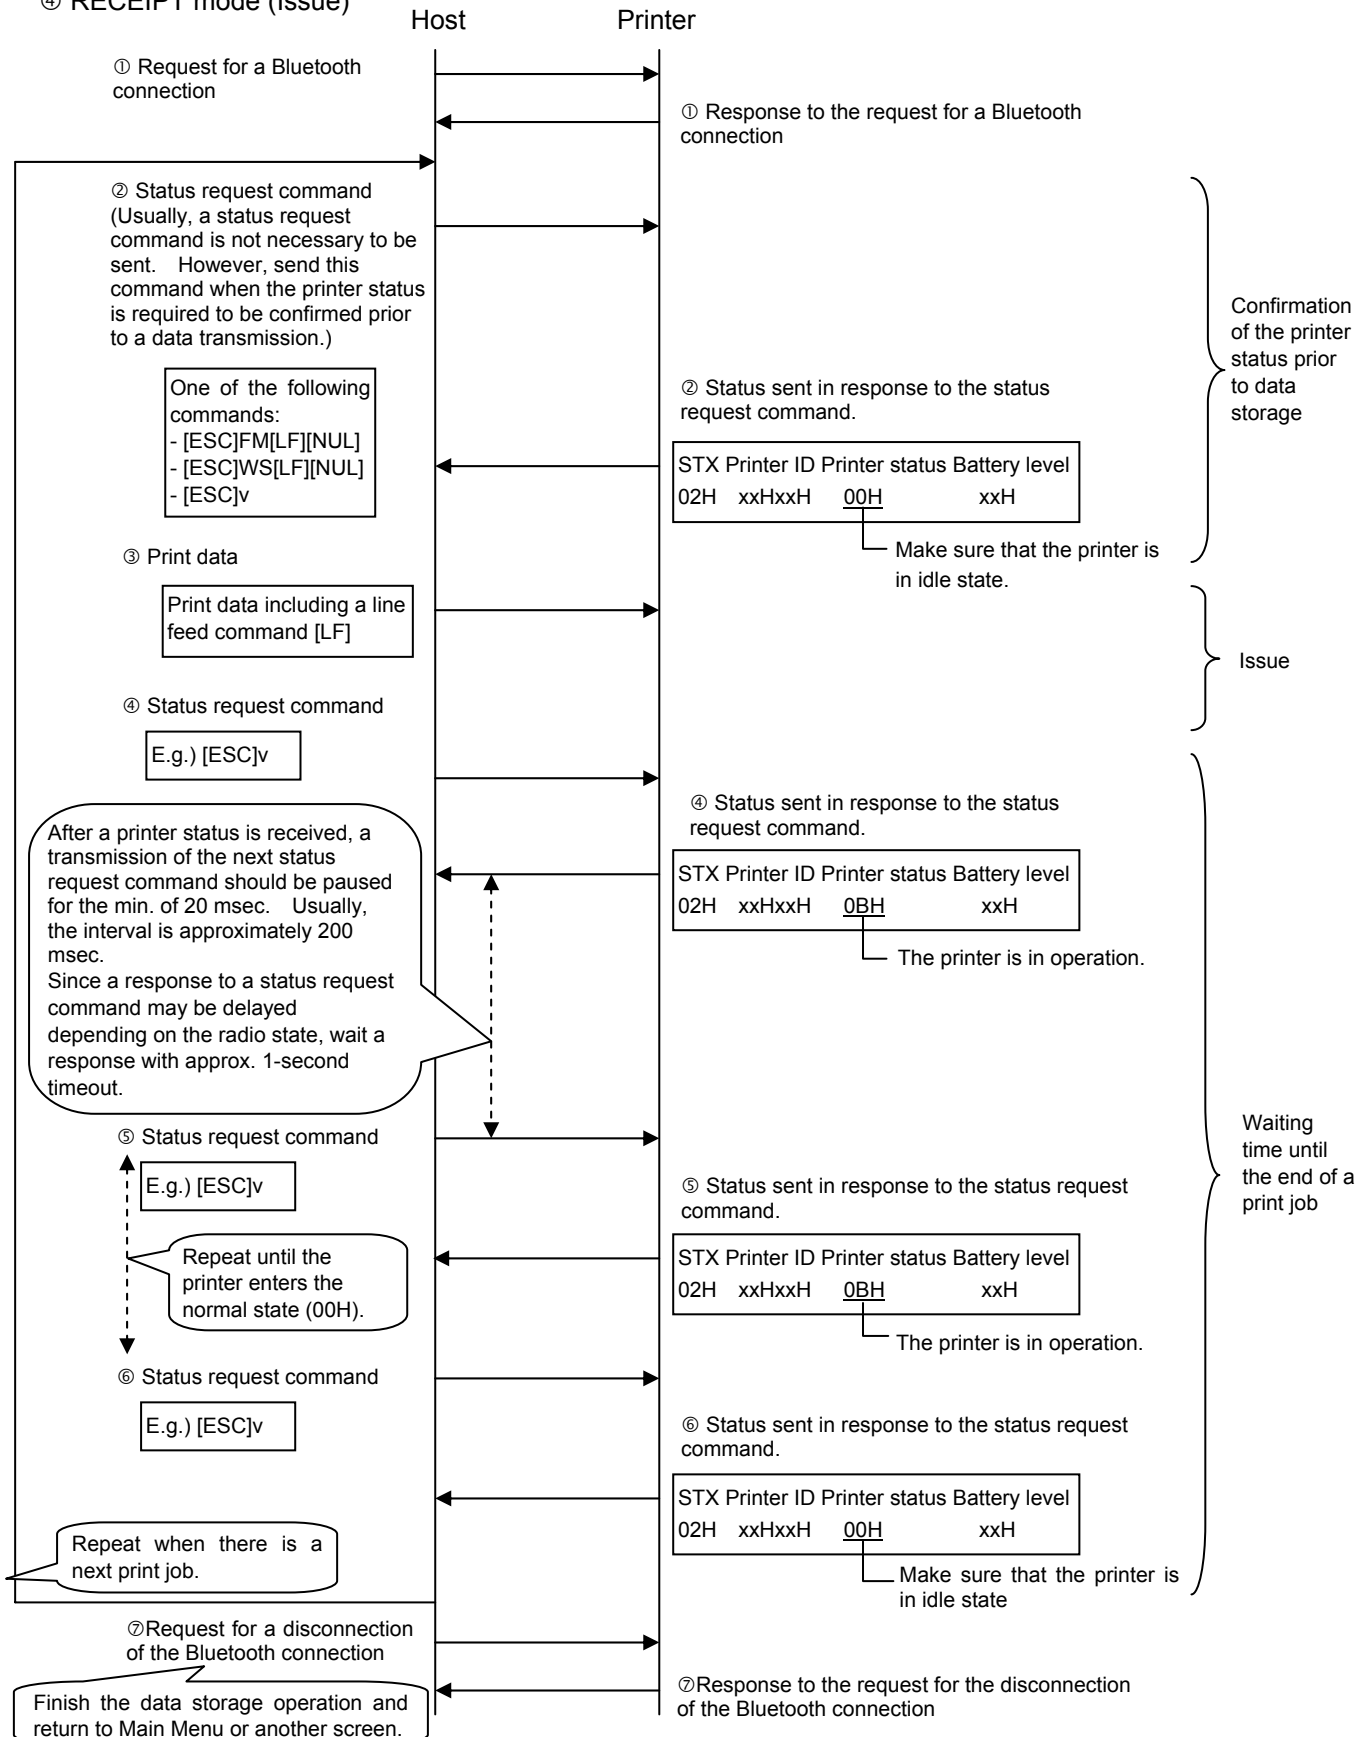 ④ RECEIPT mode (Issue)
Host
Printer
① Request for a Bluetooth
connection
① Response to the request for a Bluetooth
connection
② Status request command
(Usually, a status request
command is not necessary to be
sent. However, send this
command when the printer status
is required to be confirmed prior
to a data transmission.)
One of the following
commands:
- [ESC]FM[LF][NUL]
- [ESC]WS[LF][NUL]
- [ESC]v
② Status sent in response to the status
request command.
STX Printer ID Printer status Battery level
02H xxHxxH 00H xxH
Make sure that the printer is
in idle state.
Confirmation
of the printer
status prior
to data
storage
③ Print data
Print data including a line
feed command [LF]
Issue
④ Status request command
E.g.) [ESC]v
④ Status sent in response to the status
request command.
STX Printer ID Printer status Battery level
02H xxHxxH 0BH xxH
The printer is in operation.
After a printer status is received, a
transmission of the next status
request command should be paused
for the min. of 20 msec. Usually,
the interval is approximately 200
msec.
Since a response to a status request
command may be delayed
depending on the radio state, wait a
response with approx. 1-second
timeout.
⑤ Status request command
E.g.) [ESC]v
Repeat until the
printer enters the
normal state (00H).
⑤ Status sent in response to the status request
command.
STX Printer ID Printer status Battery level
02H xxHxxH 0BH xxH
The printer is in operation.
Waiting
time until
the end of a
print job
⑥ Status request command
E.g.) [ESC]v
⑥ Status sent in response to the status request
command.
STX Printer ID Printer status Battery level
02H xxHxxH 00H xxH
Make sure that the printer is
in idle state
Repeat when there is a
next print job.
⑦Request for a disconnection
of the Bluetooth connection
⑦Response to the request for the disconnection
of the Bluetooth connection
Finish the data storage operation and
return to Main Menu or another screen.